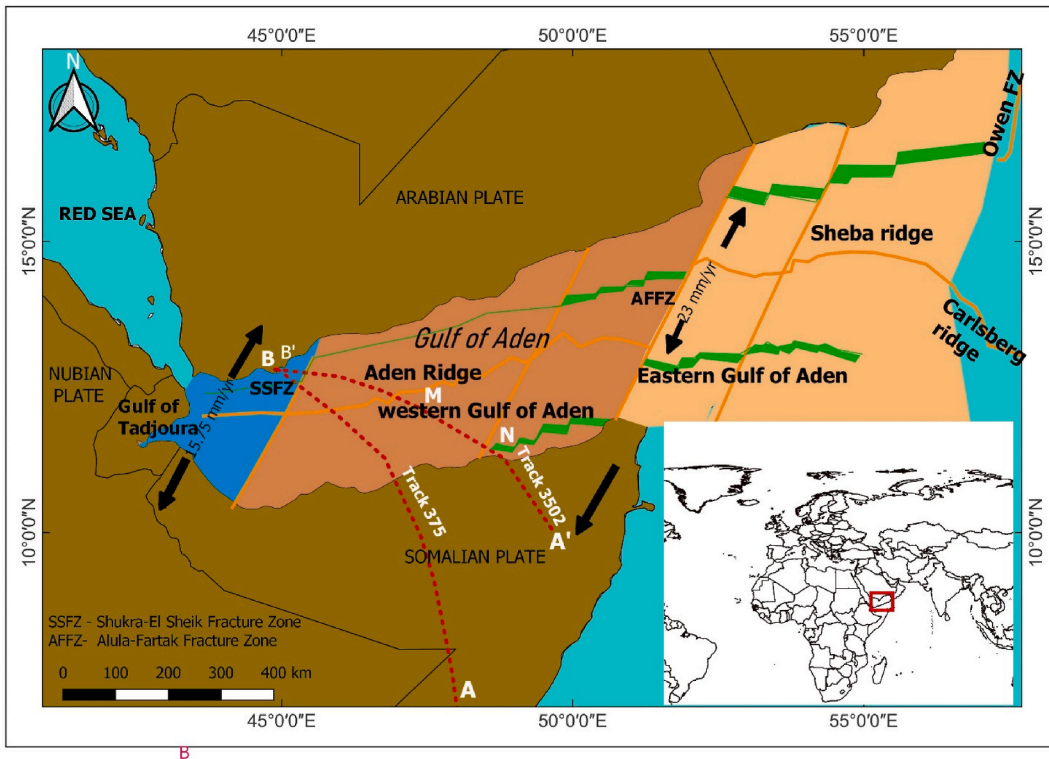 45°0'0"E 50°0'0"E 55°0'0"E
N
Owen FZ
ARABIAN PLATE
RED SEA
15°0'0"N 15°0'0"N
Sheba ridge
AFFZ
23 mm/yr
Carlsberg
ridge
Gulf of Aden
B B'
SSFZ
NUBIAN
PLATE
Aden Ridge
Eastern Gulf of Aden
M
Gulf of
Tadjoura
15.75 mm/yr
western Gulf of Aden
N
Track 375
Track 3502
10°0'0"N 10°0'0"N
A'
SOMALIAN PLATE
SSFZ - Shukra-El Sheik Fracture Zone
AFFZ- Alula-Fartak Fracture Zone
0 100 200 300 400 km
A
45°0'0"E 50°0'0"E 55°0'0"E
B